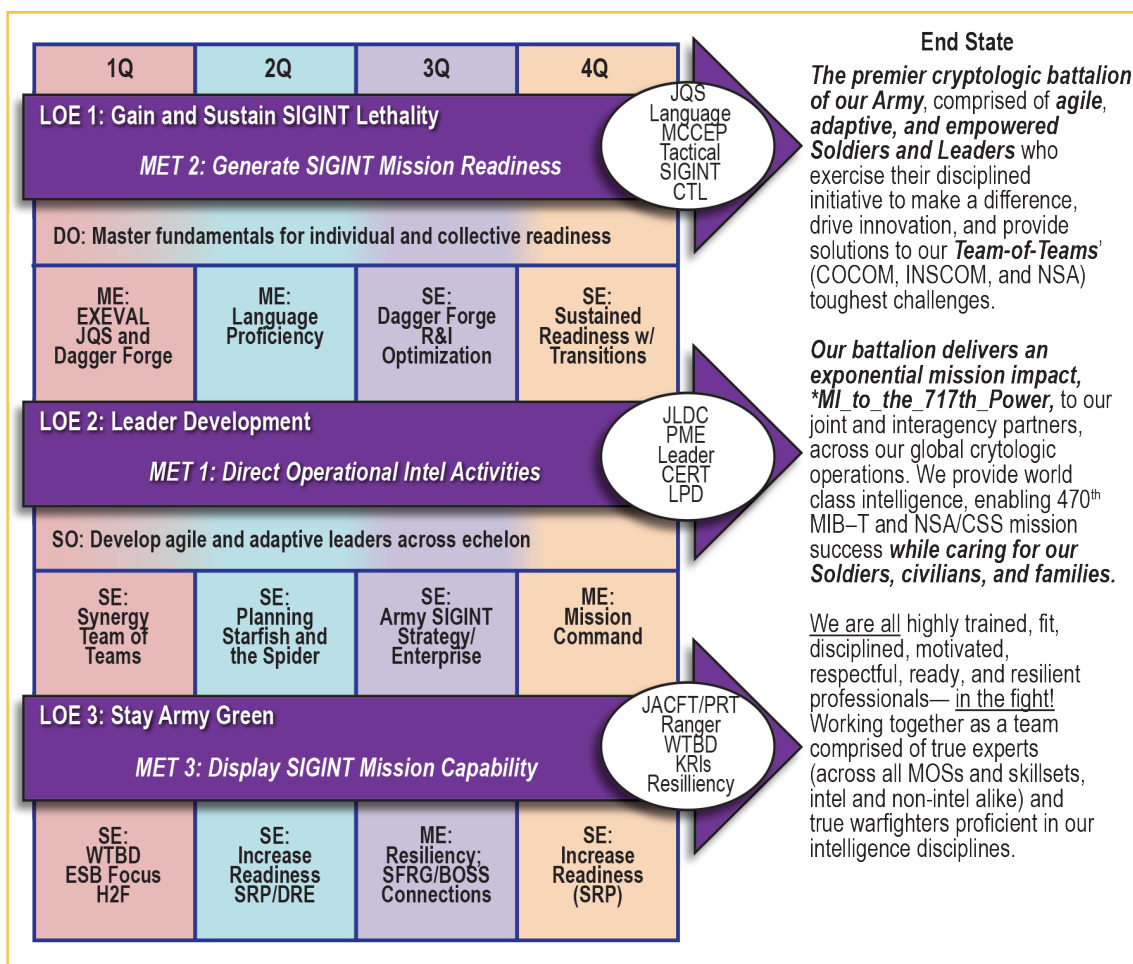 1Q
2Q
3Q
4Q
LOE 1: Gain and Sustain SIGINT Lethality
MET 2: Generate SIGINT Mission Readiness
JQS
Language
MCCEP
Tactical
SIGINT
CTL
DO: Master fundamentals for individual and collective readiness
ME:
EXEVAL
JQS and
Dagger Forge
ME:
Language
Proficiency
SE:
Dagger Forge
R&I
Optimization
SE:
Sustained
Readiness w/
Transitions
LOE 2: Leader Development
MET 1: Direct Operational Intel Activities
JLDC
PME
Leader
CERT
LPD
SO: Develop agile and adaptive leaders across echelon
SE:
Synergy
Team of
Teams
SE:
Planning
Starfish and
the Spider
SE:
Army SIGINT
Strategy/
Enterprise
ME:
Mission
Command
LOE 3: Stay Army Green
MET 3: Display SIGINT Mission Capability
JACFT/PRT
Ranger
WTBD
KRIs
Resilliency
SE:
WTBD
ESB Focus
H2F
SE:
Increase
Readiness
SRP/DRE
ME:
Resiliency;
SFRG/BOSS
Connections
SE:
Increase
Readiness
(SRP)
End State
The premier cryptologic battalion
of our Army, comprised of agile,
adaptive, and empowered
Soldiers and Leaders who
exercise their disciplined
initiative to make a difference,
drive innovation, and provide
solutions to our Team-of-Teams’
(COCOM, INSCOM, and NSA)
toughest challenges.
Our battalion delivers an
exponential mission impact,
*MI_to_the_717th_Power, to our
joint and interagency partners,
across our global crytologic
operations. We provide world
class intelligence, enabling 470th
MIB–T and NSA/CSS mission
success while caring for our
Soldiers, civilians, and families.
We are all highly trained, fit,
disciplined, motivated,
respectful, ready, and resilient
professionals— in the fight!
Working together as a team
comprised of true experts
(across all MOSs and skillsets,
intel and non-intel alike) and
true warfighters proficient in our
intelligence disciplines.